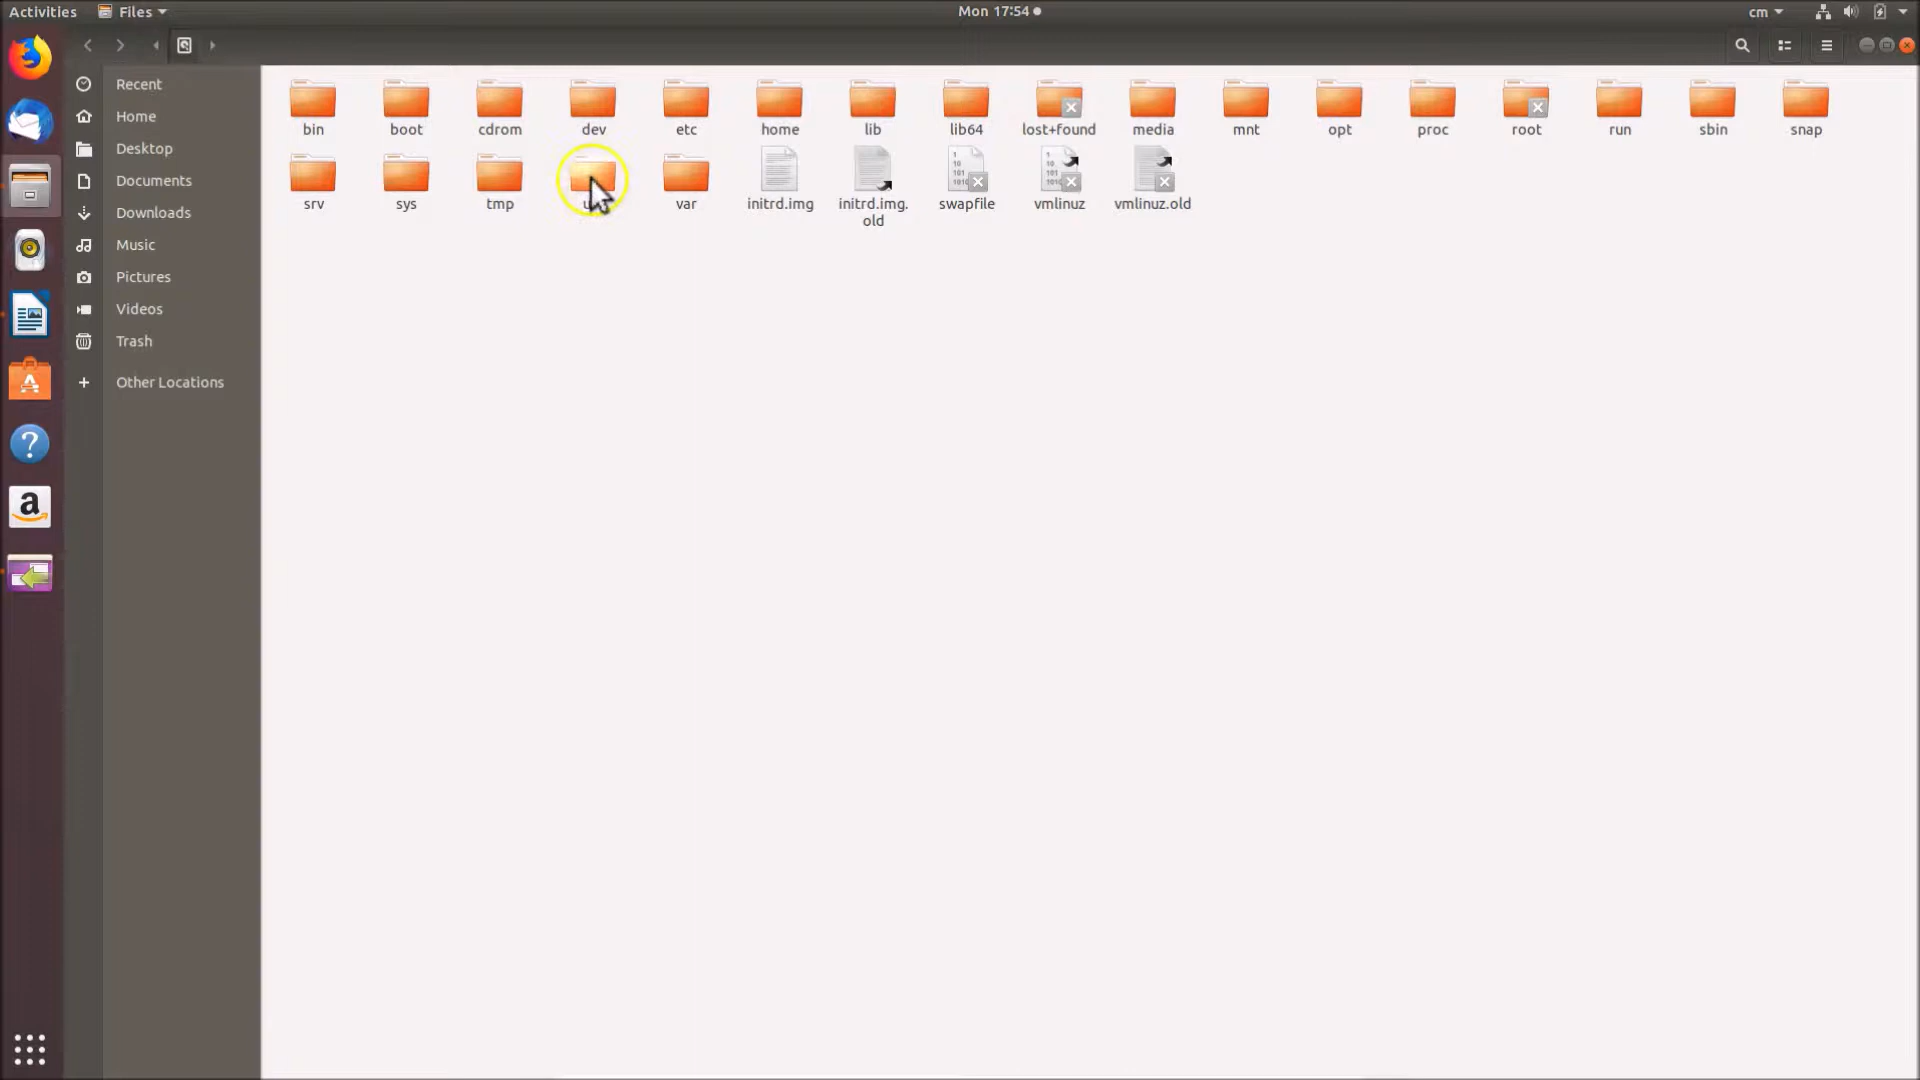 Activities Files Mon 17:54 cm
Recent
Home
Desktop
Documents
Downloads
Music
Pictures
Videos
Trash
Other Locations
bin boot cdrom dev etc home lib lib64 lost+found media mnt opt proc root run sbin snap
srv sys tmp var initrd.img initrd.img. swapfile vmlinuz vmlinuz.old
old